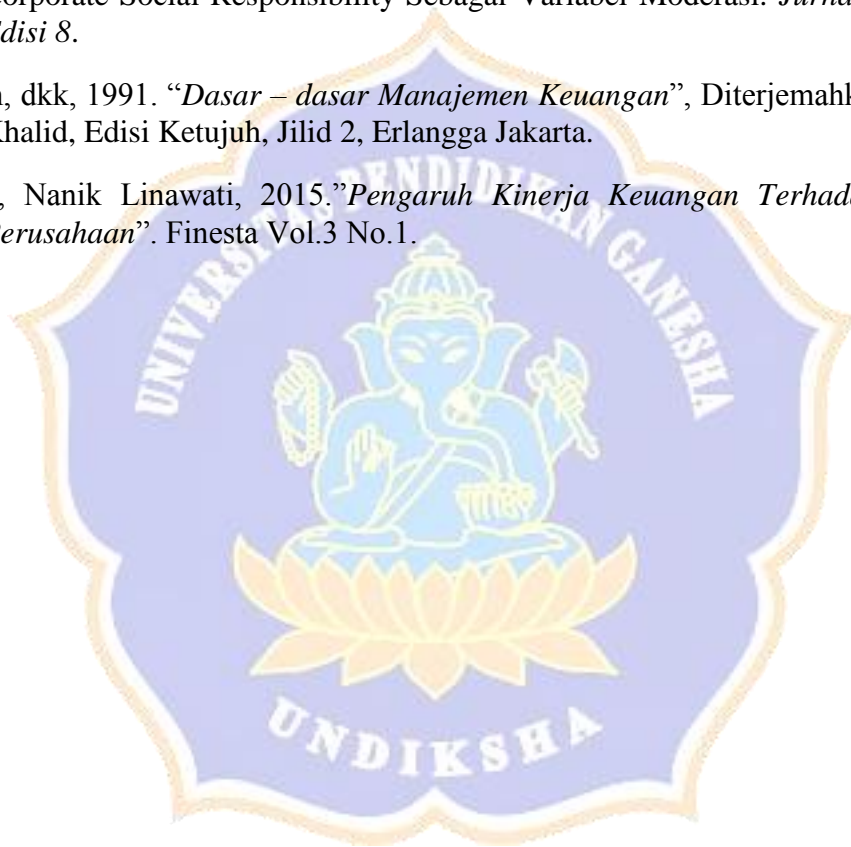 orporate Social Responsibility Sebagai Variabel Moderasi. Jurna
disi 8.
, dkk, 1991. “Dasar – dasar Manajemen Keuangan”, Diterjemahk
Khalid, Edisi Ketujuh, Jilid 2, Erlangga Jakarta.
, Nanik Linawati, 2015.”Pengaruh Kinerja Keuangan Terhada
Perusahaan”. Finesta Vol.3 No.1.
UNIVERSITAS PENDIDIKAN GANESHA
UNDIKSHA